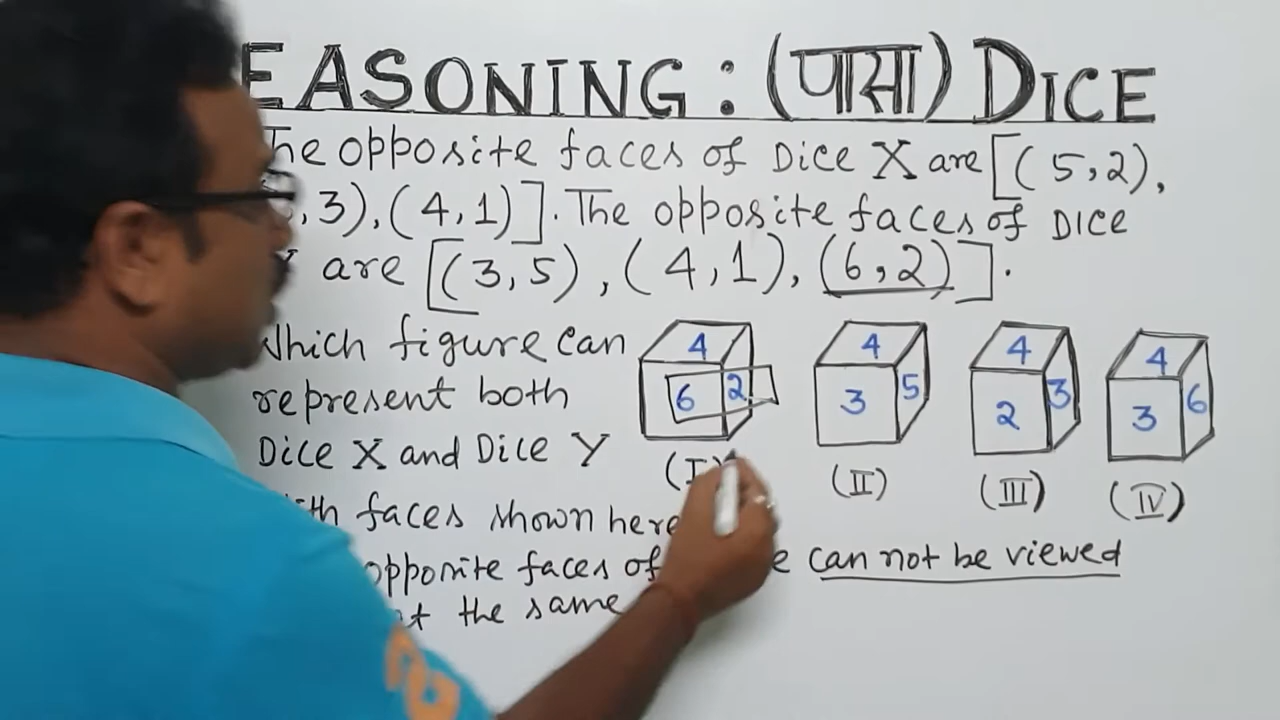 EASONING : (पासा) DICE
The opposite faces of Dice X are [(5,2),
, 3), (4,1)]. The opposite faces of DICE
are [(3,5), (4,1), (6,2)].
Which figure can
represent both
Dice X and Dice Y
faces shown here
opposite faces of can not be viewed
the same
4
6
2
(I)
4
3
5
(II)
4
2
3
(III)
4
3
6
(IV)